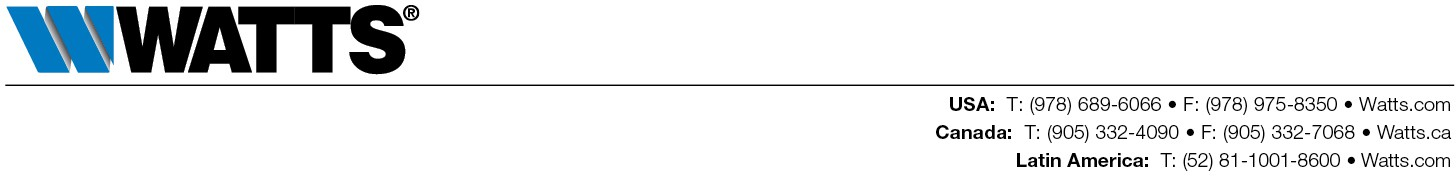 WATTS®
USA: T: (978) 689-6066 • F: (978) 975-8350 • Watts.com
Canada: T: (905) 332-4090 • F: (905) 332-7068 • Watts.ca
Latin America: T: (52) 81-1001-8600 • Watts.com